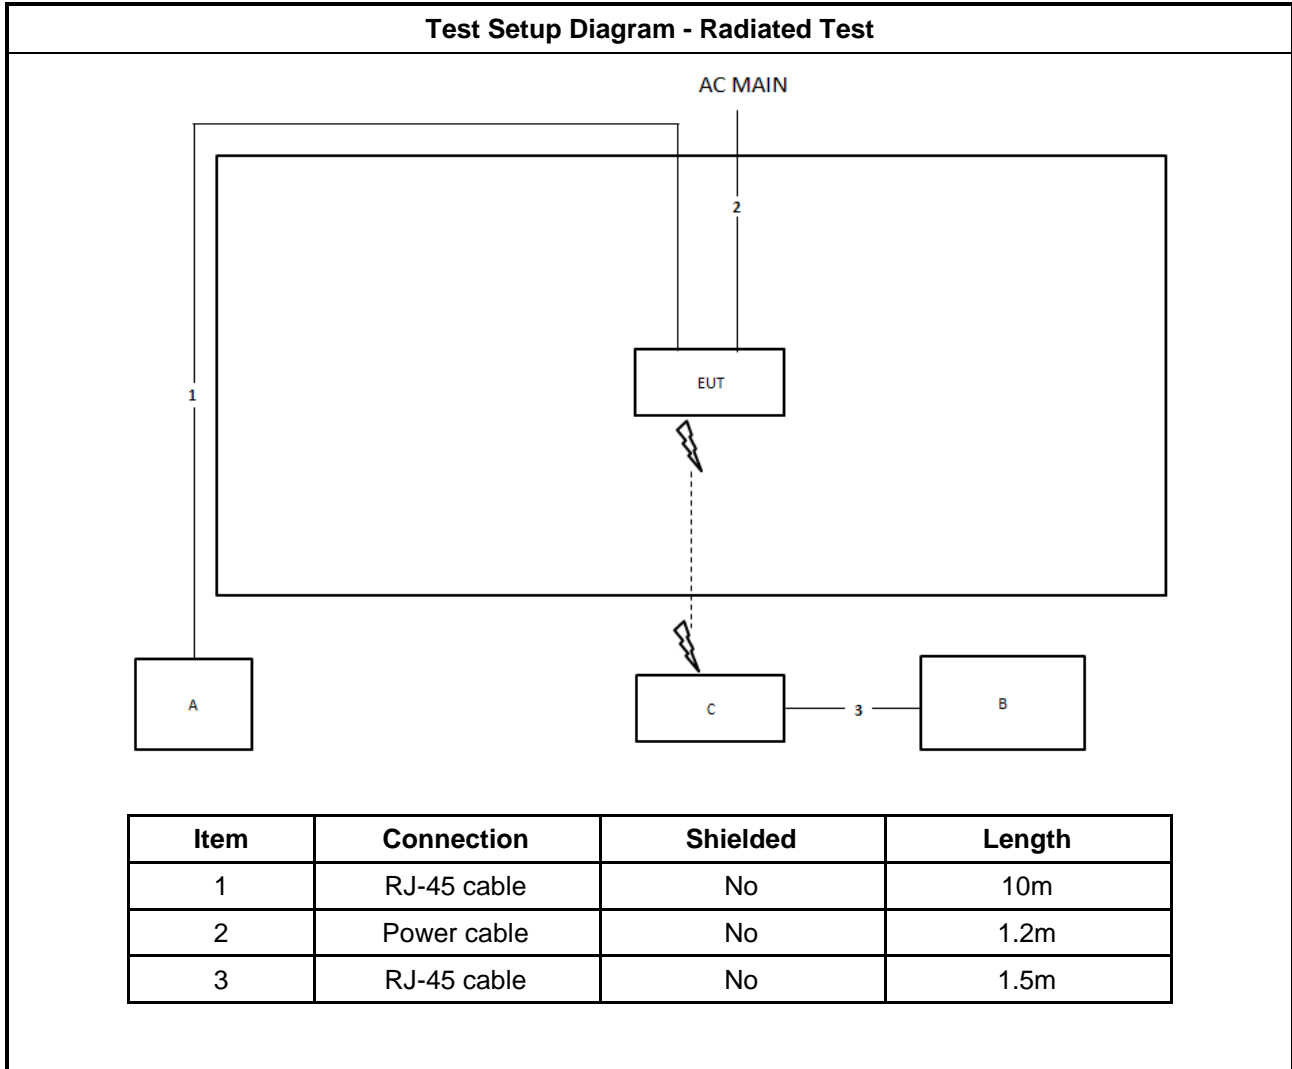 Test Setup Diagram - Radiated Test
AC MAIN
2
EUT
1
A
C
3
B
Item Connection Shielded Length
1 RJ-45 cable No 10m
2 Power cable No 1.2m
3 RJ-45 cable No 1.5m